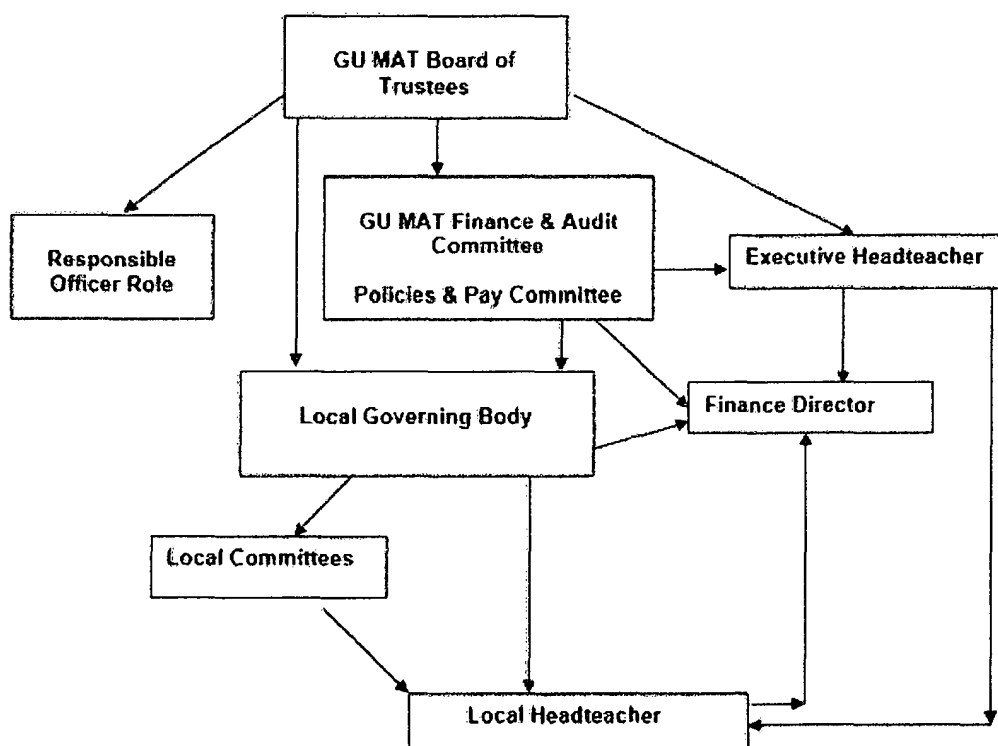 GU MAT Board of
Trustees
Responsible
Officer Role
GU MAT Finance & Audit
Committee
Policies & Pay Committee
Executive Headteacher
Local Governing Body
Finance Director
Local Committees
Local Headteacher